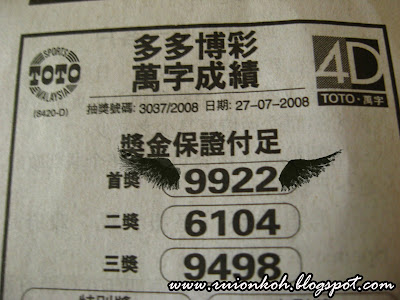 多多博彩
萬字成績
SPORTS
TOTO
MALAYSIA
(8420-D)
4D
TOTO·萬字
抽獎號碼: 3037/2008 日期: 27-07-2008
獎金保證付足
首獎 9922
二獎 6104
三獎 9498
www.ruionkoh.blogspot.com